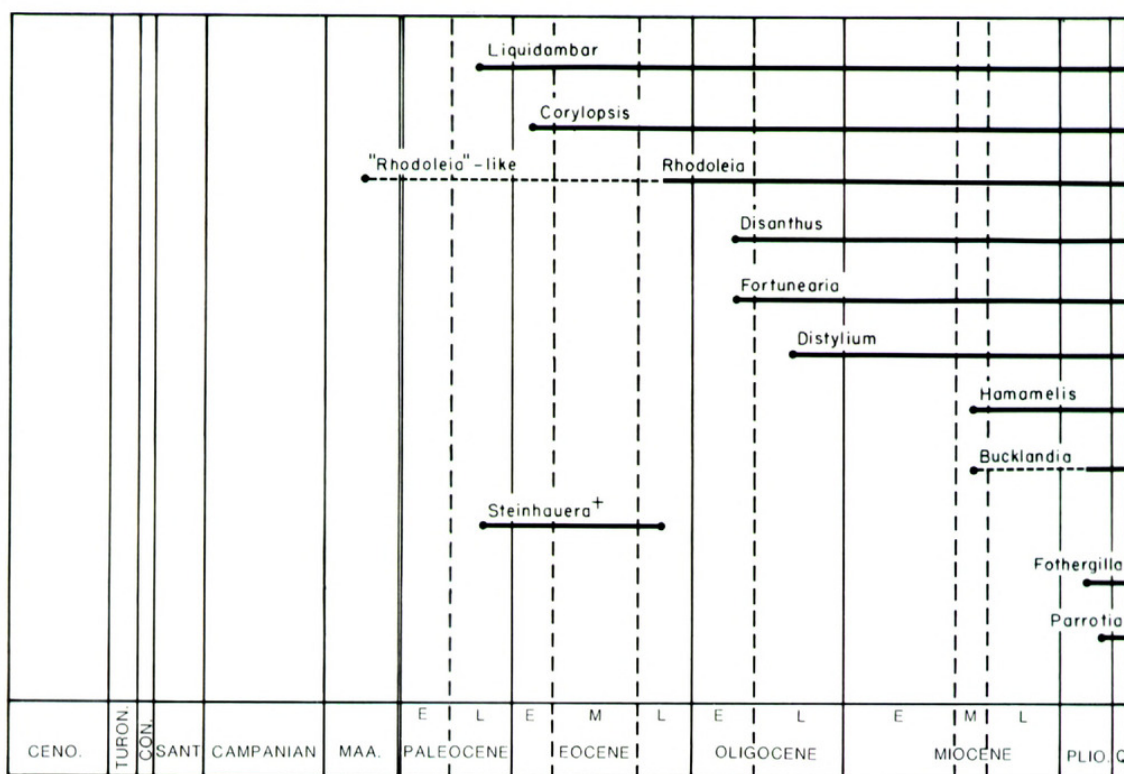 Liquidambar
Corylopsis
"Rhodoleia"-like Rhodoleia
Disanthus
Fortunearia
Distylium
Hamamelis
Bucklandia
Steinhauera+
Fothergilla
Parrotia
E L E M L E L E M L
CENO. TURON. CON. SANT CAMPANIAN MAA. PALEOCENE EOCENE OLIGOCENE MIOCENE PLIO. Q